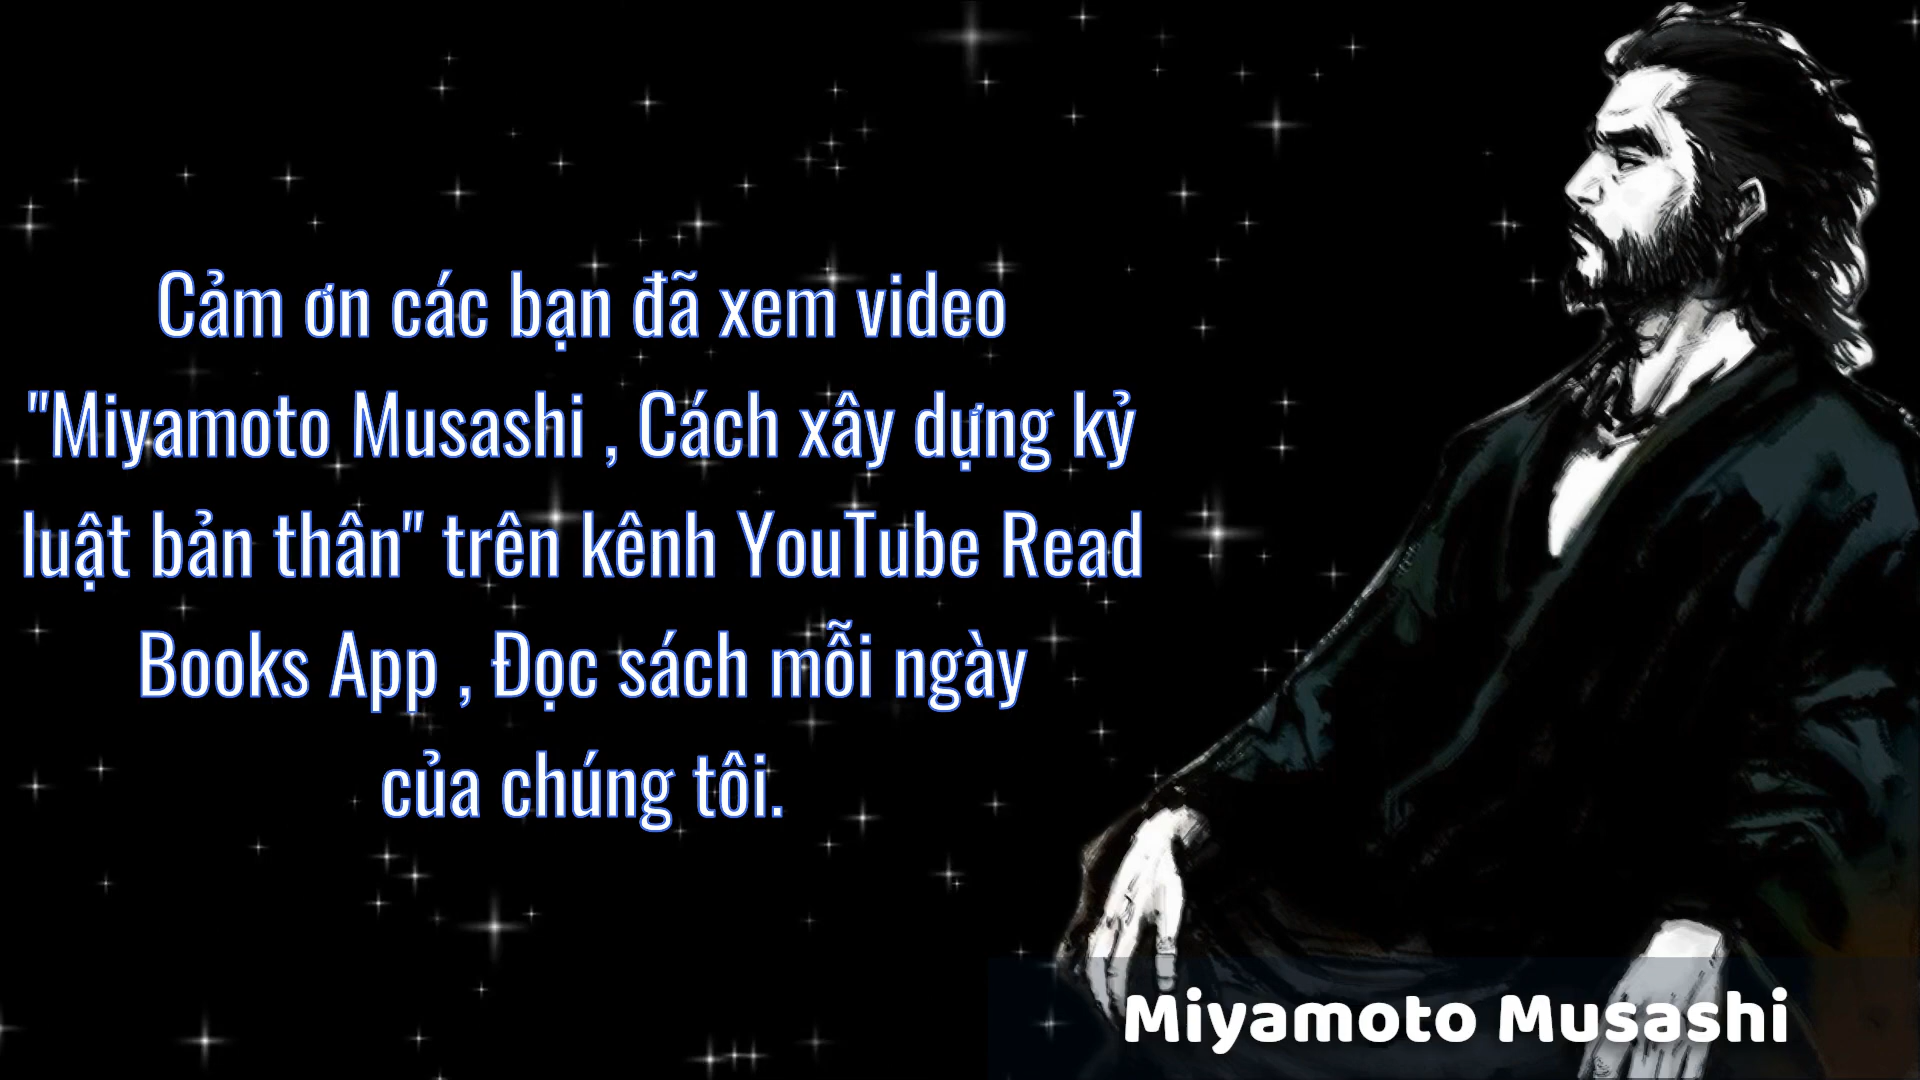 Cảm ơn các bạn đã xem video
"Miyamoto Musashi , Cách xây dựng kỷ
luật bản thân" trên kênh YouTube Read
Books App , Đọc sách mỗi ngày
của chúng tôi.
Miyamoto Musashi